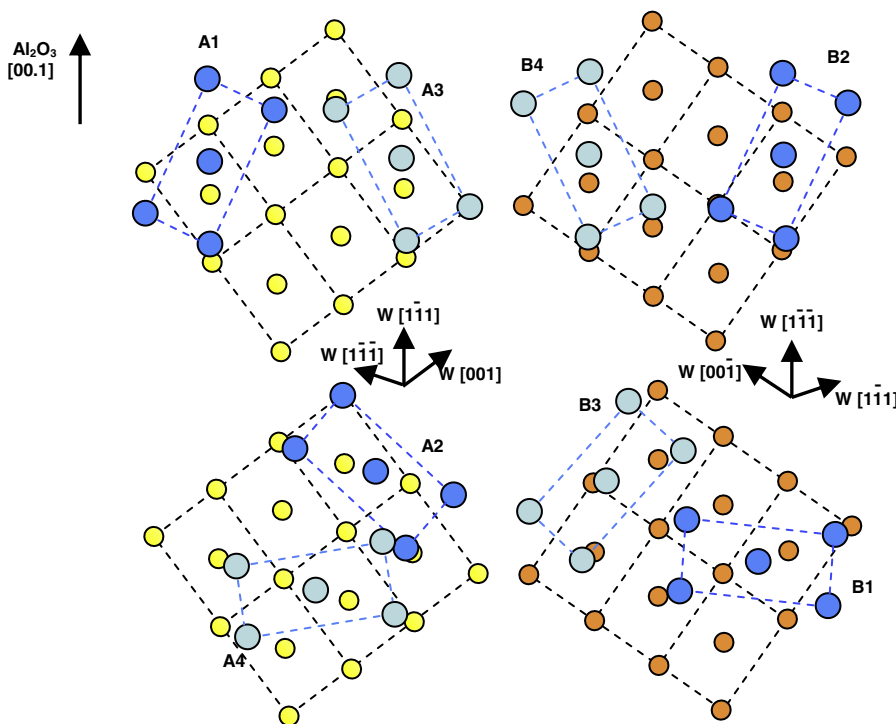 A1
B4
B2
Al₂O₃
[00.1]
A3
W [11̄1]
W [11̄1̄]
W [11̄1̄]
W [001]
W [001̄]
W [11̄1]
B3
A2
B1
A4